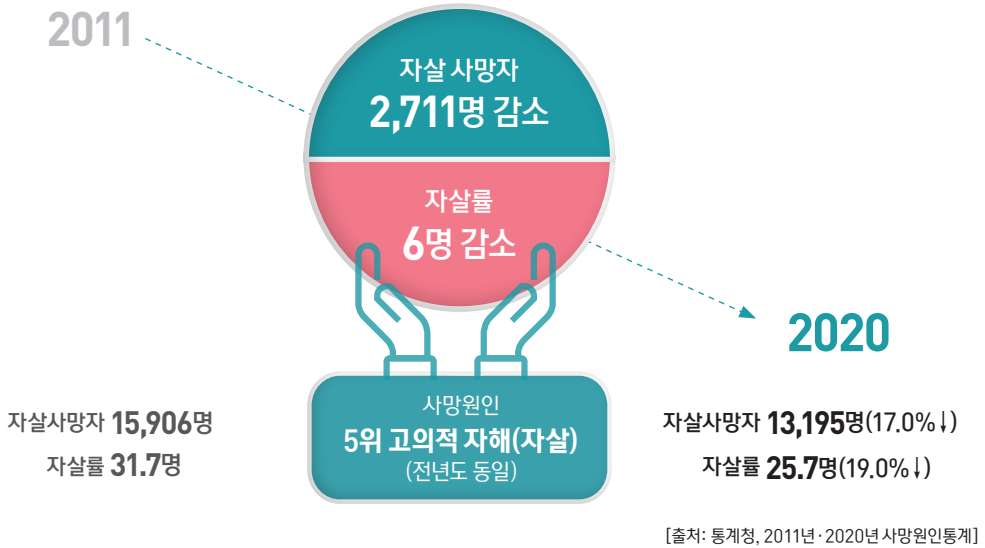 2011
자살 사망자
2,711명 감소
자살률
6명 감소
2020
사망원인
5위 고의적 자해(자살)
(전년도 동일)
자살사망자 15,906명
자살률 31.7명
자살사망자 13,195명(17.0%↓)
자살률 25.7명(19.0%↓)
[출처: 통계청, 2011년·2020년 사망원인통계]